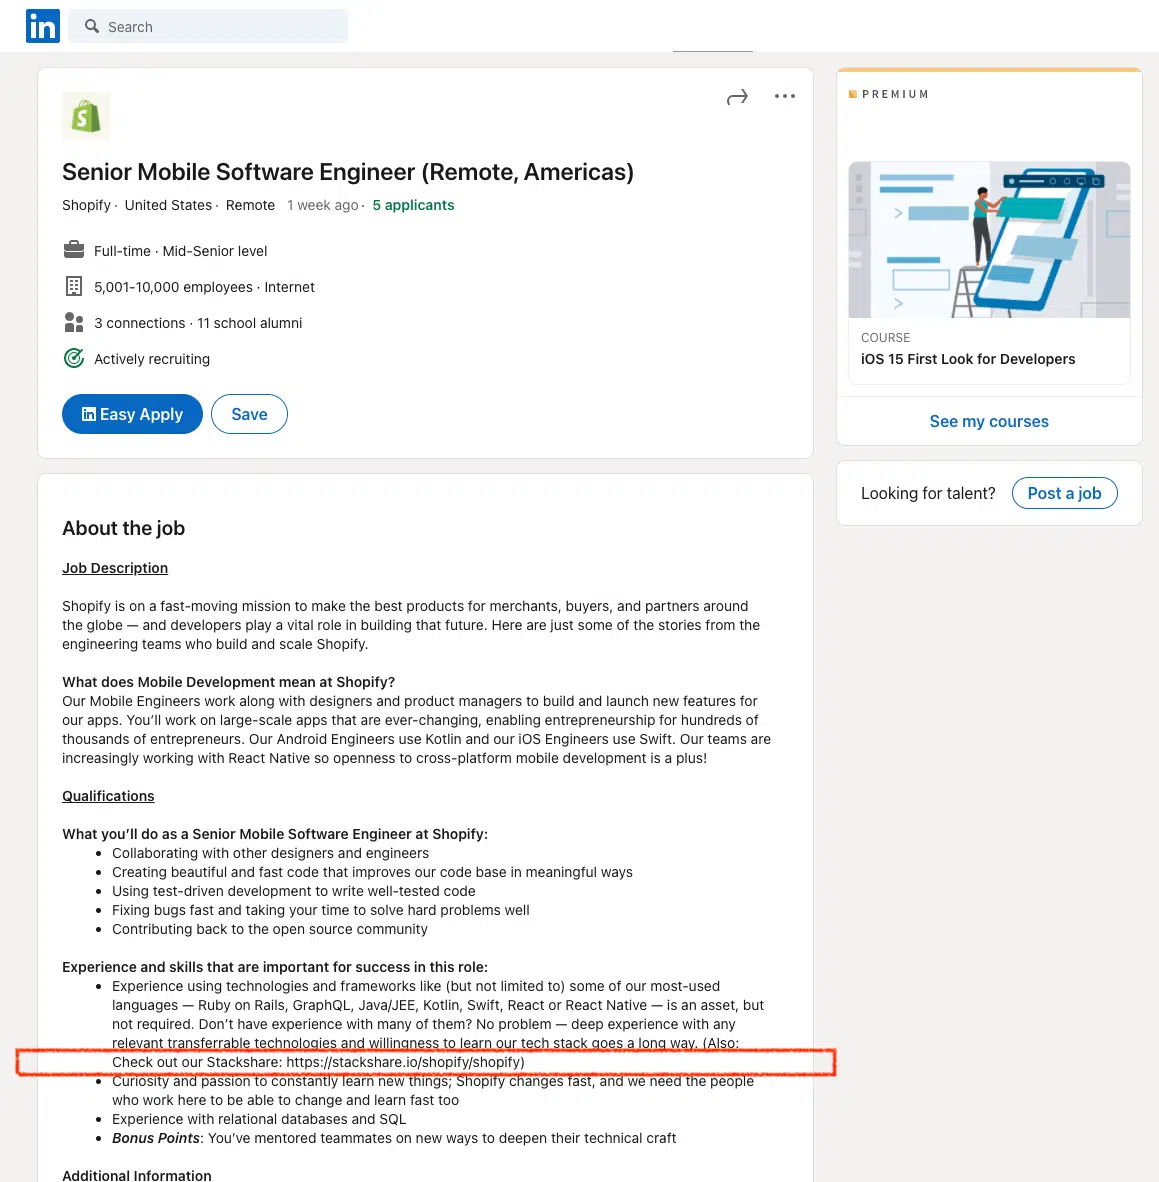 in
Search
Senior Mobile Software Engineer (Remote, Americas)
Shopify · United States · Remote 1 week ago · 5 applicants
Full-time · Mid-Senior level
5,001-10,000 employees · Internet
3 connections · 11 school alumni
Actively recruiting
in Easy Apply
Save
PREMIUM
COURSE
iOS 15 First Look for Developers
See my courses
Looking for talent?
Post a job
About the job
Job Description
Shopify is on a fast-moving mission to make the best products for merchants, buyers, and partners around
the globe — and developers play a vital role in building that future. Here are just some of the stories from the
engineering teams who build and scale Shopify.
What does Mobile Development mean at Shopify?
Our Mobile Engineers work along with designers and product managers to build and launch new features for
our apps. You’ll work on large-scale apps that are ever-changing, enabling entrepreneurship for hundreds of
thousands of entrepreneurs. Our Android Engineers use Kotlin and our iOS Engineers use Swift. Our teams are
increasingly working with React Native so openness to cross-platform mobile development is a plus!
Qualifications
What you’ll do as a Senior Mobile Software Engineer at Shopify:
• Collaborating with other designers and engineers
• Creating beautiful and fast code that improves our code base in meaningful ways
• Using test-driven development to write well-tested code
• Fixing bugs fast and taking your time to solve hard problems well
• Contributing back to the open source community
Experience and skills that are important for success in this role:
• Experience using technologies and frameworks like (but not limited to) some of our most-used
languages — Ruby on Rails, GraphQL, Java/JEE, Kotlin, Swift, React or React Native — is an asset, but
not required. Don’t have experience with many of them? No problem — deep experience with any
relevant transferrable technologies and willingness to learn our tech stack goes a long way. (Also:
Check out our Stackshare: https://stackshare.io/shopify/shopify)
• Curiosity and passion to constantly learn new things; Shopify changes fast, and we need the people
who work here to be able to change and learn fast too
• Experience with relational databases and SQL
• Bonus Points: You’ve mentored teammates on new ways to deepen their technical craft
Additional Information